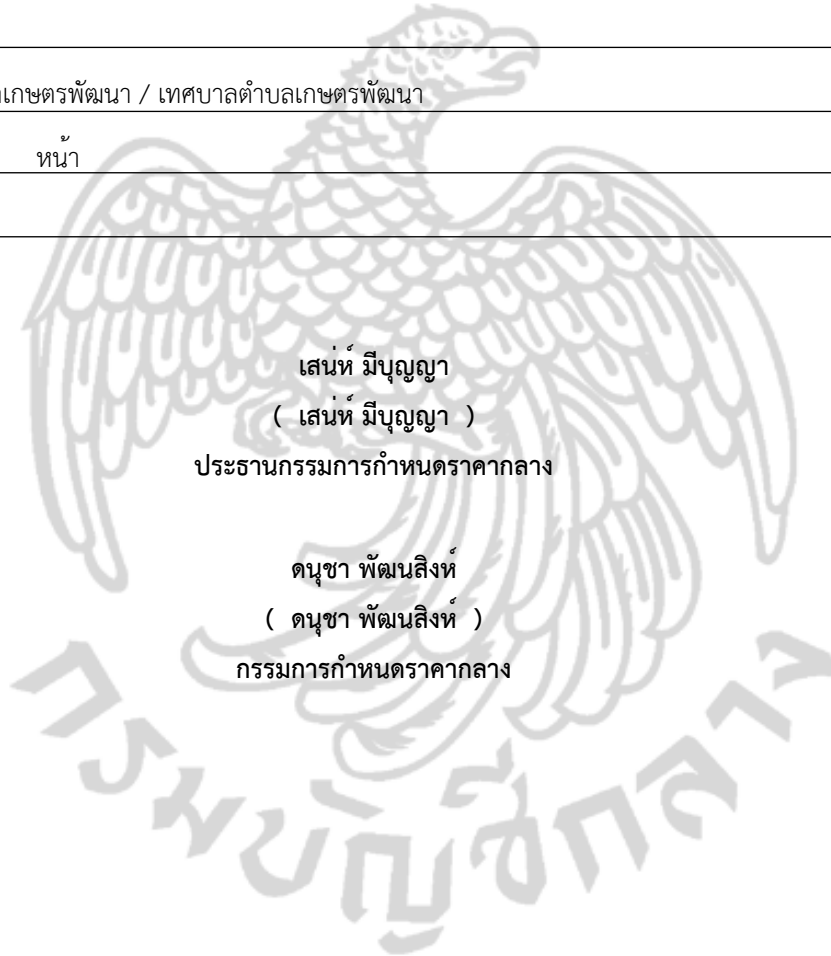 เกษตรพัฒนา / เทศบาลตำบลเกษตรพัฒนา
หน้า
เสน่ห์ มีบุญญา
( เสน่ห์ มีบุญญา )
ประธานกรรมการกำหนดราคากลาง
ดนุชา พัฒนสิงห์
( ดนุชา พัฒนสิงห์ )
กรรมการกำหนดราคากลาง
กรมบัญชีกลาง